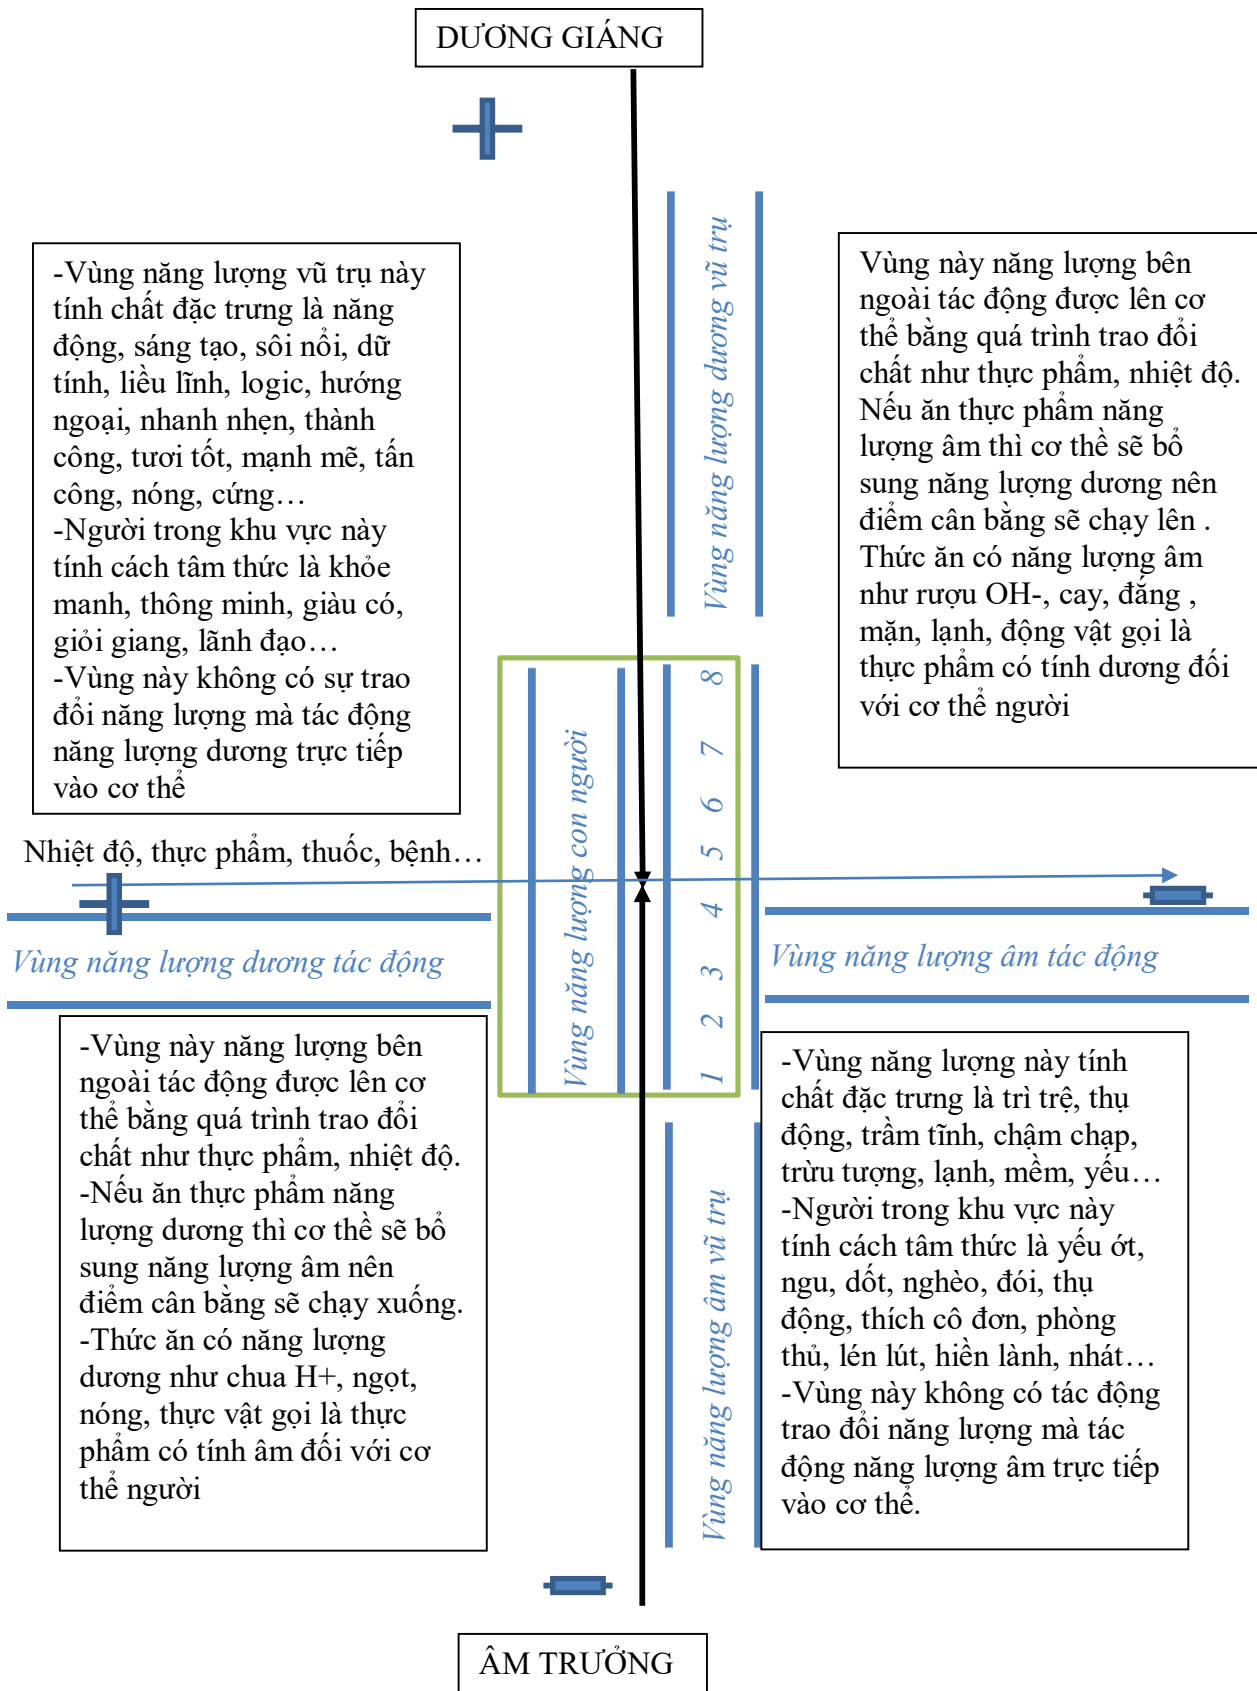 DƯƠNG GIÁNG
-Vùng năng lượng vũ trụ này
tính chất đặc trưng là năng
động, sáng tạo, sôi nổi, dữ
tính, liều lĩnh, logic, hướng
ngoại, nhanh nhẹn, thành
công, tươi tốt, mạnh mẽ, tấn
công, nóng, cứng…
-Người trong khu vực này
tính cách tâm thức là khỏe
manh, thông minh, giàu có,
giỏi giang, lãnh đạo…
-Vùng này không có sự trao
đổi năng lượng mà tác động
năng lượng dương trực tiếp
vào cơ thể
Vùng năng lượng dương vũ trụ
Vùng này năng lượng bên
ngoài tác động được lên cơ
thể bằng quá trình trao đổi
chất như thực phẩm, nhiệt độ.
Nếu ăn thực phẩm năng
lượng âm thì cơ thề sẽ bổ
sung năng lượng dương nên
điểm cân bằng sẽ chạy lên .
Thức ăn có năng lượng âm
như rượu OH-, cay, đắng ,
mặn, lạnh, động vật gọi là
thực phẩm có tính dương đối
với cơ thể người
Nhiệt độ, thực phẩm, thuốc, bệnh…
Vùng năng lượng con người
1 2 3 4 5 6 7 8
Vùng năng lượng dương tác động
Vùng năng lượng âm tác động
-Vùng này năng lượng bên
ngoài tác động được lên cơ
thể bằng quá trình trao đổi
chất như thực phẩm, nhiệt độ.
-Nếu ăn thực phẩm năng
lượng dương thì cơ thề sẽ bổ
sung năng lượng âm nên
điểm cân bằng sẽ chạy xuống.
-Thức ăn có năng lượng
dương như chua H+, ngọt,
nóng, thực vật gọi là thực
phẩm có tính âm đối với cơ
thể người
Vùng năng lượng âm vũ trụ
-Vùng năng lượng này tính
chất đặc trưng là trì trệ, thụ
động, trầm tĩnh, chậm chạp,
trừu tượng, lạnh, mềm, yếu…
-Người trong khu vực này
tính cách tâm thức là yếu ớt,
ngu, dốt, nghèo, đói, thụ
động, thích cô đơn, phòng
thủ, lén lút, hiền lành, nhát…
-Vùng này không có tác động
trao đổi năng lượng mà tác
động năng lượng âm trực tiếp
vào cơ thể.
ÂM TRƯỞNG